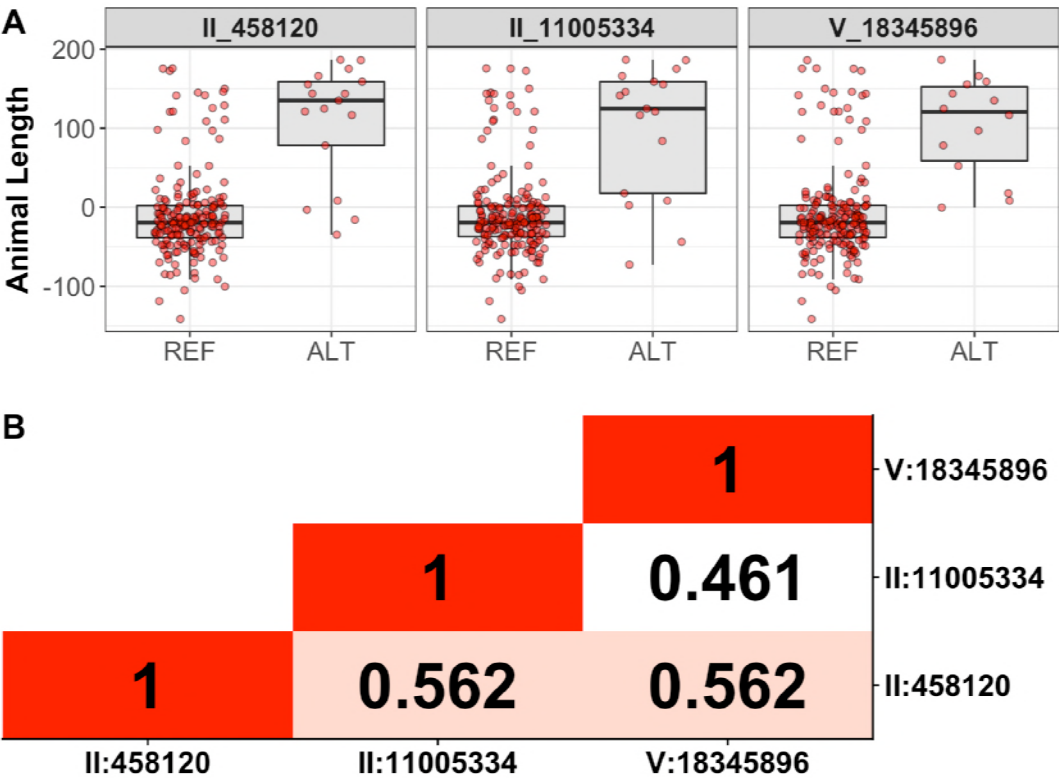 A
II_458120 II_11005334 V_18345896
Animal Length
200
100
0
-100
REF ALT REF ALT REF ALT
B
1 V:18345896
1 0.461 II:11005334
1 0.562 0.562 II:458120
II:458120 II:11005334 V:18345896